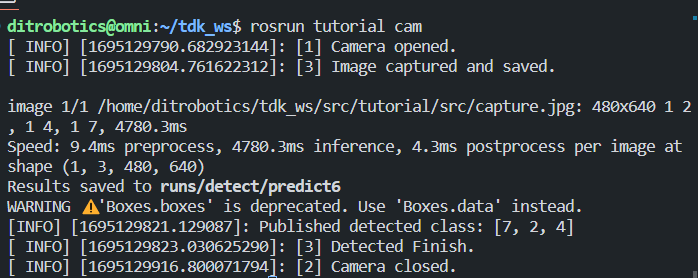 ditrobotics@omni:~/tdk_ws$ rosrun tutorial cam
[ INFO] [1695129790.682923144]: [1] Camera opened.
[ INFO] [1695129804.761622312]: [3] Image captured and saved.
image 1/1 /home/ditrobotics/tdk_ws/src/tutorial/src/capture.jpg: 480x640 1 2
, 1 4, 1 7, 4780.3ms
Speed: 9.4ms preprocess, 4780.3ms inference, 4.3ms postprocess per image at
shape (1, 3, 480, 640)
Results saved to runs/detect/predict6
WARNING ⚠️'Boxes.boxes' is deprecated. Use 'Boxes.data' instead.
[INFO] [1695129821.129087]: Published detected class: [7, 2, 4]
[ INFO] [1695129823.030625290]: [3] Detected Finish.
[ INFO] [1695129916.800071794]: [2] Camera closed.